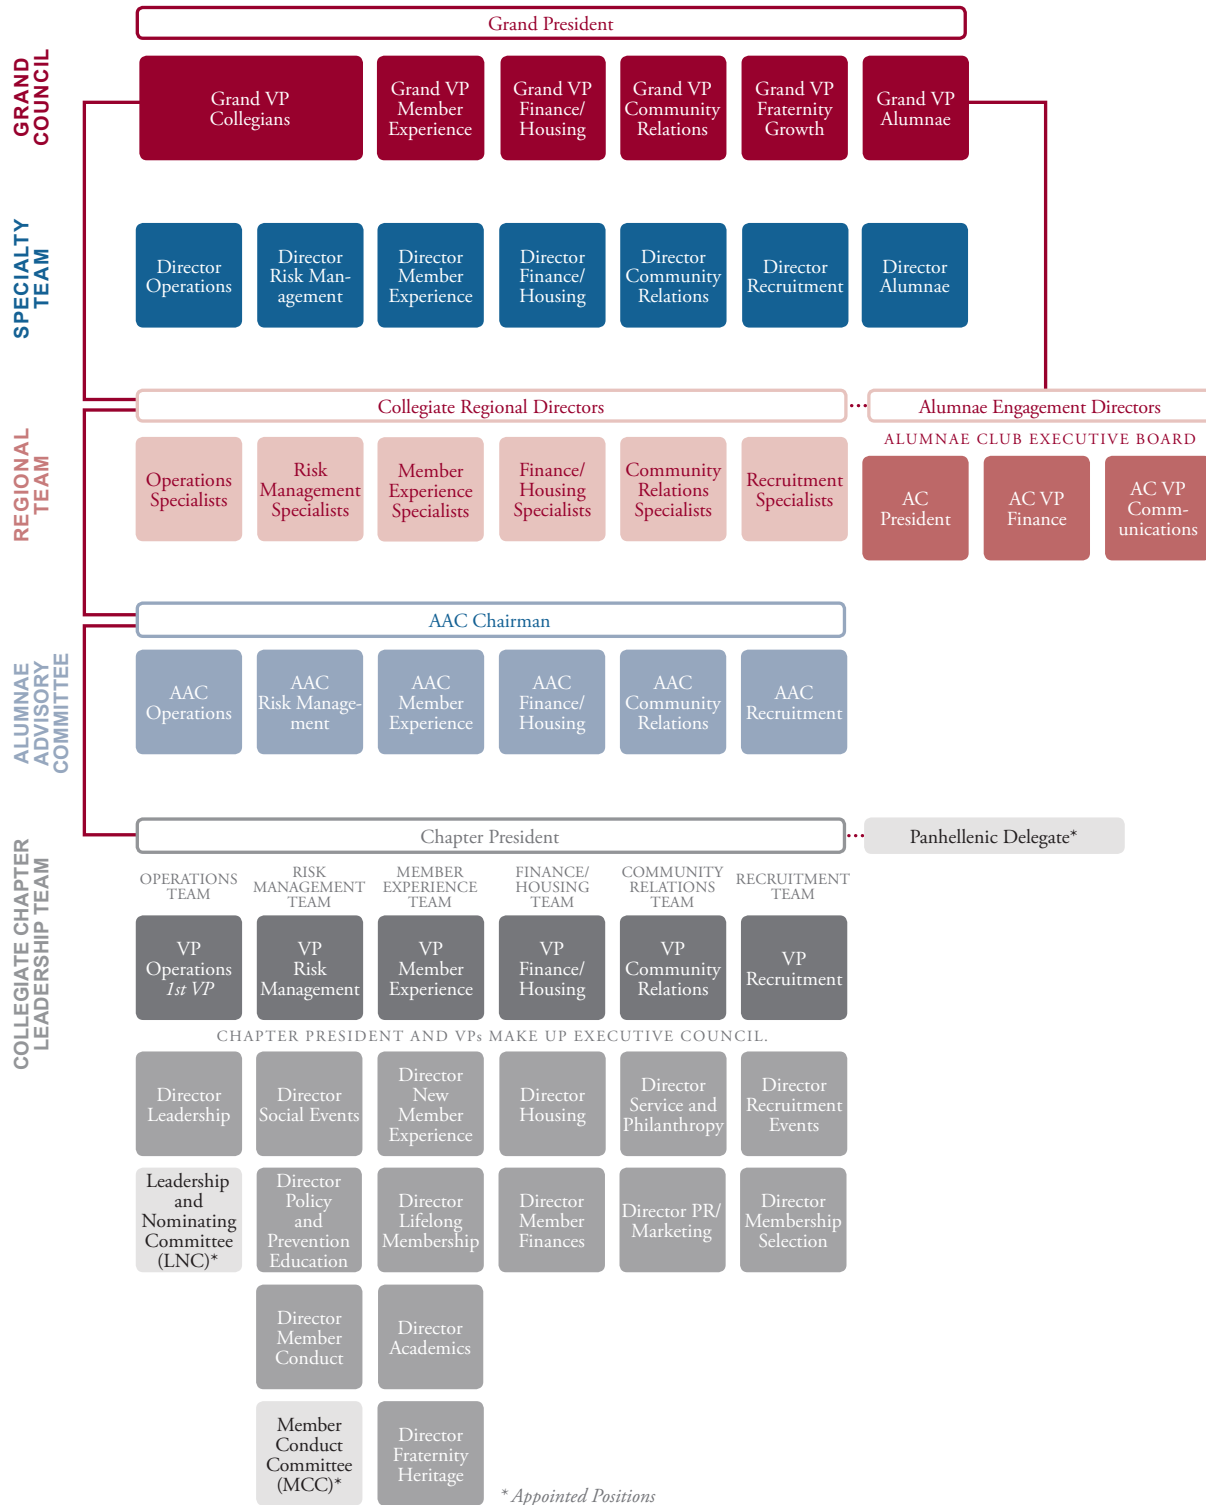 GRAND
COUNCIL
Grand President
Grand VP
Collegians
Grand VP
Member
Experience
Grand VP
Finance/
Housing
Grand VP
Community
Relations
Grand VP
Fraternity
Growth
Grand VP
Alumnae
SPECIALTY
TEAM
Director
Operations
Director
Risk Man-
agement
Director
Member
Experience
Director
Finance/
Housing
Director
Community
Relations
Director
Recruitment
Director
Alumnae
REGIONAL
TEAM
Collegiate Regional Directors
Alumnae Engagement Directors
ALUMNAE CLUB EXECUTIVE BOARD
Operations
Specialists
Risk
Management
Specialists
Member
Experience
Specialists
Finance/
Housing
Specialists
Community
Relations
Specialists
Recruitment
Specialists
AC
President
AC VP
Finance
AC VP
Comm-
unications
ALUMNAE
ADVISORY
COMMITTEE
AAC Chairman
AAC
Operations
AAC
Risk Manage-
ment
AAC
Member
Experience
AAC
Finance/
Housing
AAC
Community
Relations
AAC
Recruitment
COLLEGIATE CHAPTER
LEADERSHIP TEAM
Chapter President
Panhellenic Delegate*
OPERATIONS
TEAM
RISK
MANAGEMENT
TEAM
MEMBER
EXPERIENCE
TEAM
FINANCE/
HOUSING
TEAM
COMMUNITY
RELATIONS
TEAM
RECRUITMENT
TEAM
VP
Operations
1st VP
VP
Risk
Management
VP
Member
Experience
VP
Finance/
Housing
VP
Community
Relations
VP
Recruitment
CHAPTER PRESIDENT AND VPs MAKE UP EXECUTIVE COUNCIL.
Director
Leadership
Director
Social Events
Director
New
Member
Experience
Director
Housing
Director
Service and
Philanthropy
Director
Recruitment
Events
Leadership
and
Nominating
Committee
(LNC)*
Director
Policy
and
Prevention
Education
Director
Lifelong
Membership
Director
Member
Finances
Director PR/
Marketing
Director
Membership
Selection
Director
Member
Conduct
Director
Academics
Member
Conduct
Committee
(MCC)*
Director
Fraternity
Heritage
* Appointed Positions